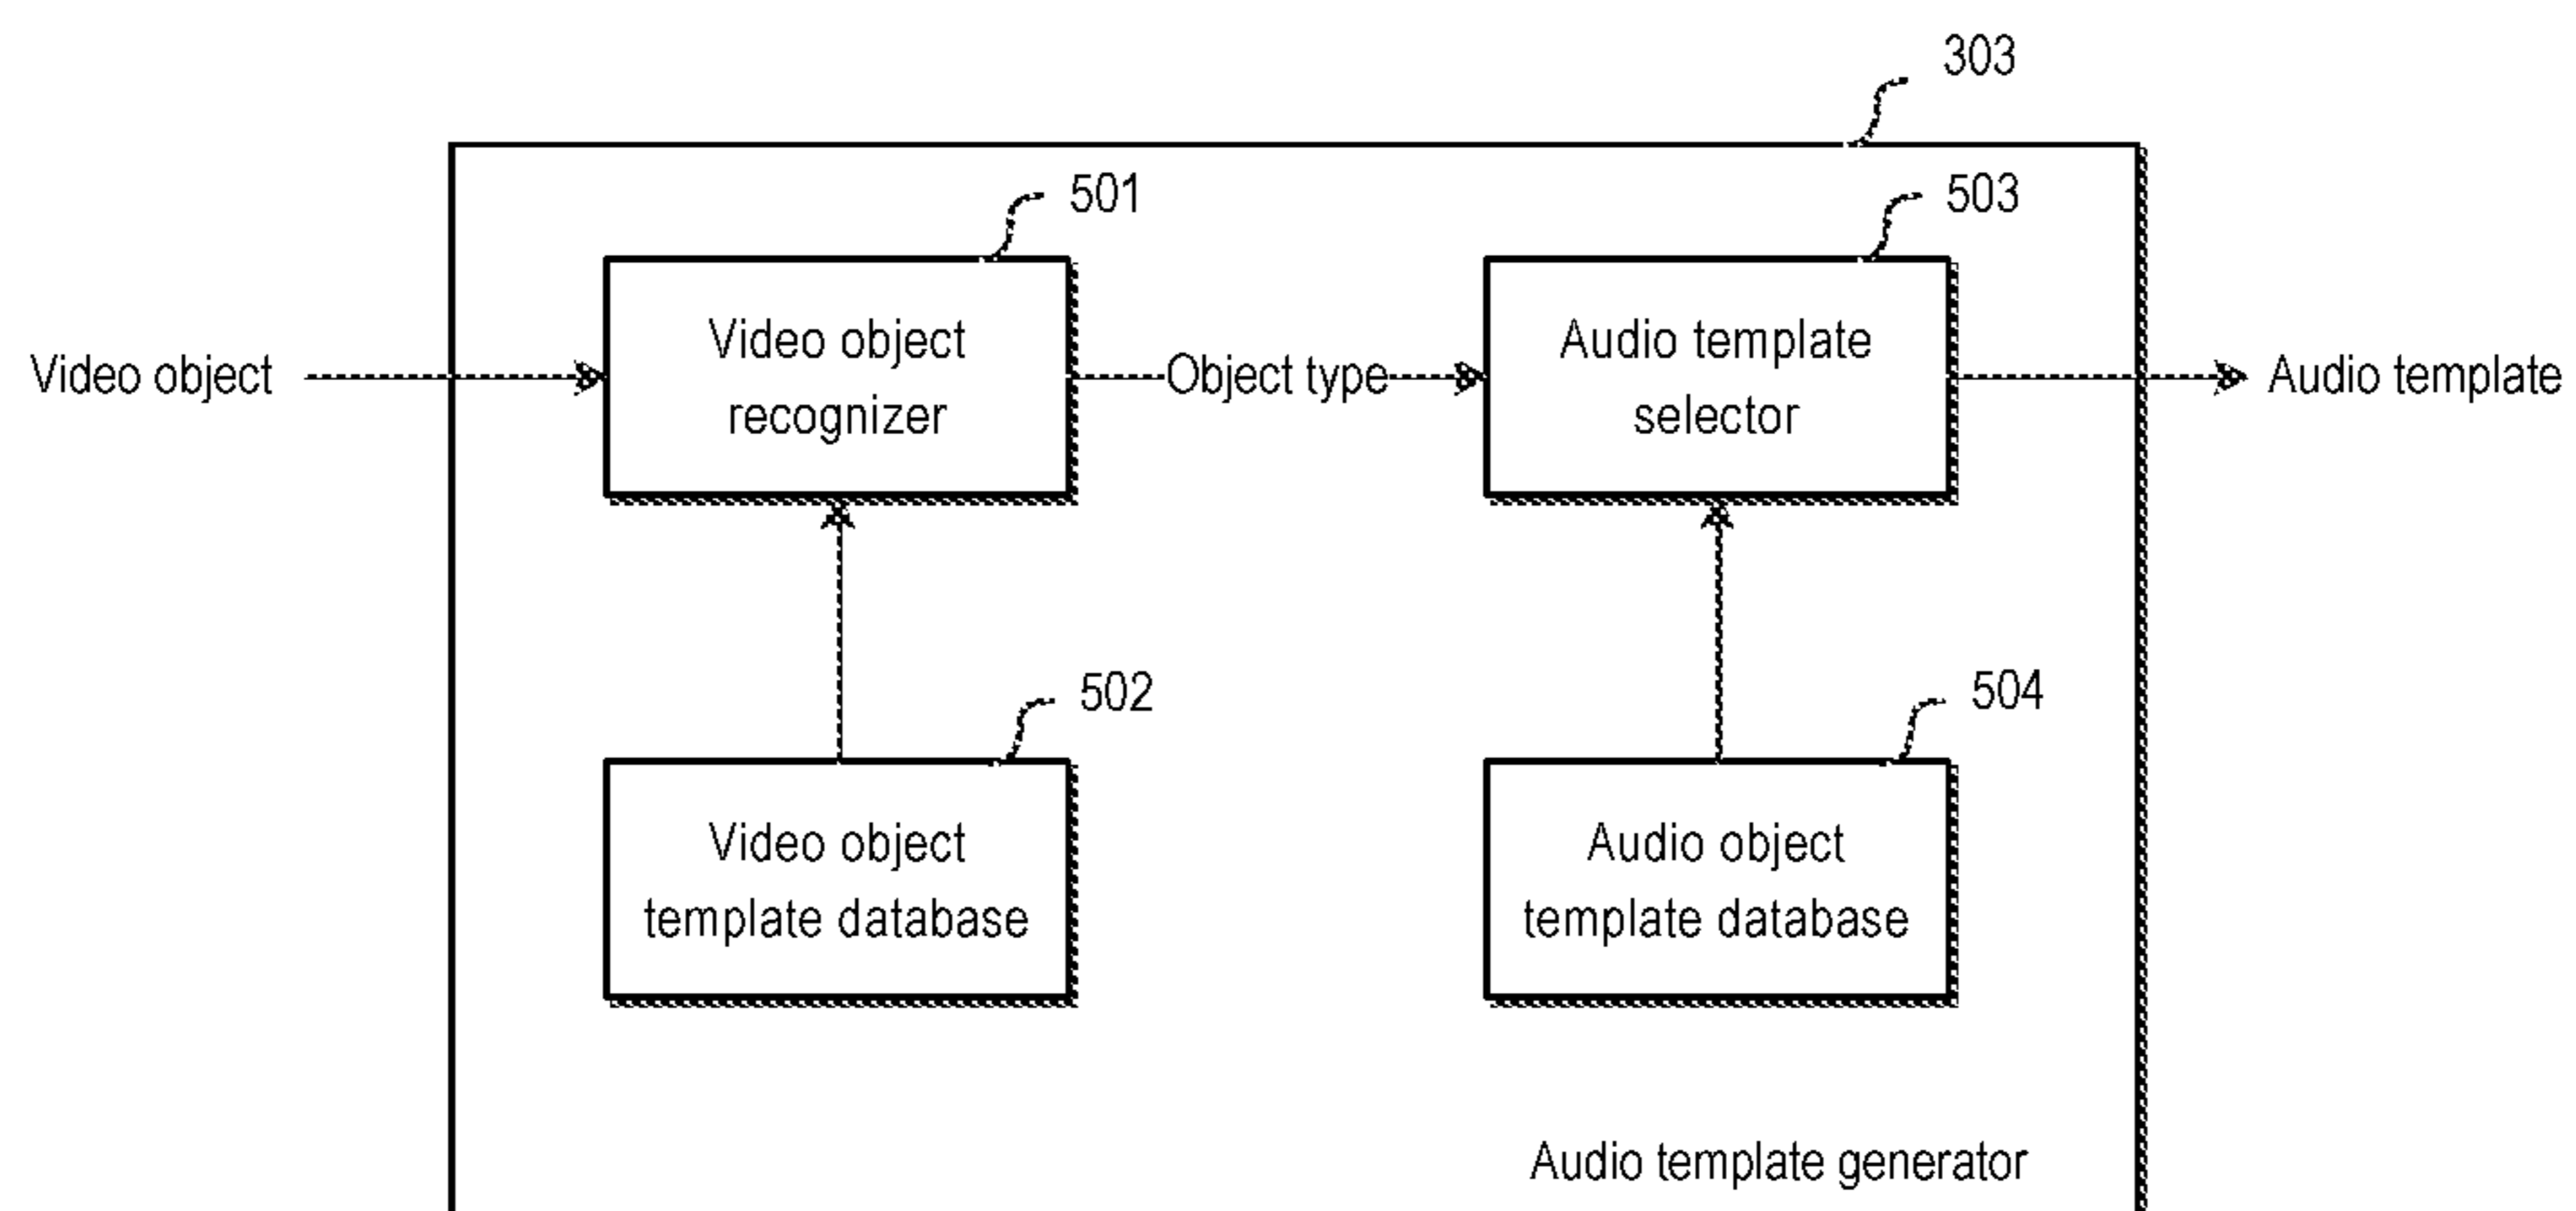 303
501
503
Video object
Video object
recognizer
Object type
Audio template
selector
Audio template
502
504
Video object
template database
Audio object
template database
Audio template generator